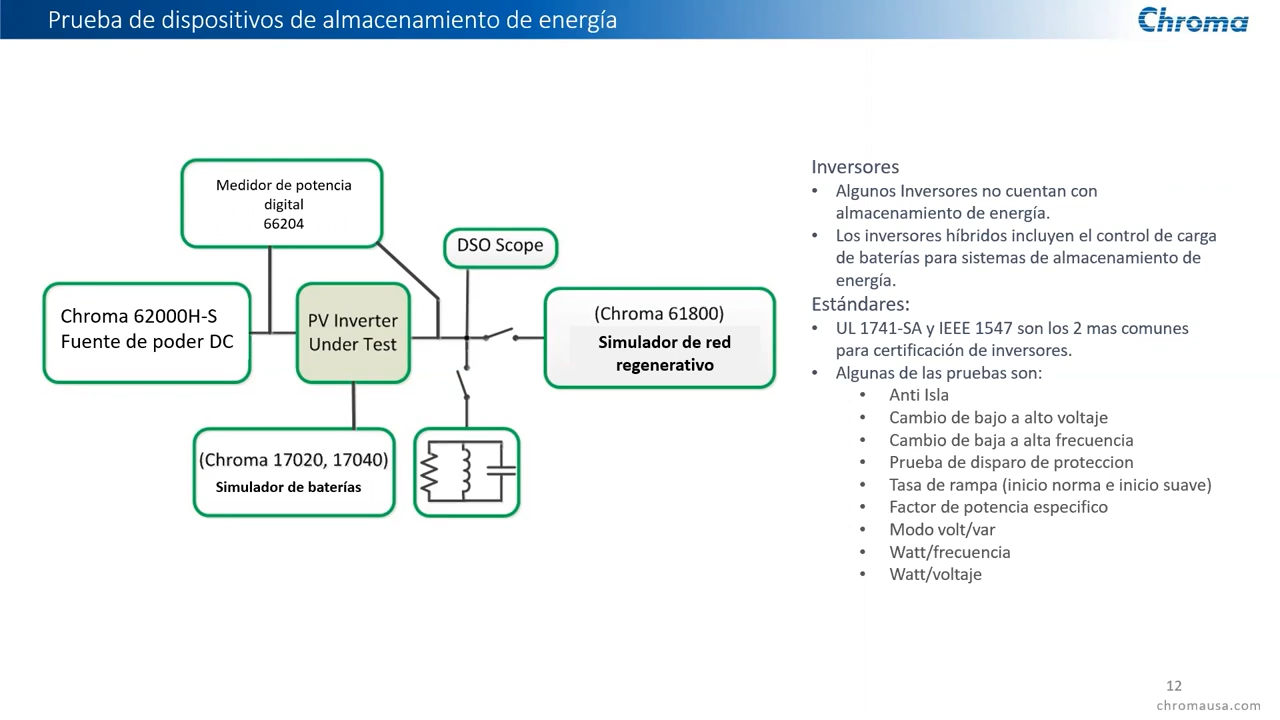 Prueba de dispositivos de almacenamiento de energía
Chroma
Medidor de potencia
digital
66204
DSO Scope
Chroma 62000H-S
Fuente de poder DC
PV Inverter
Under Test
(Chroma 61800)
Simulador de red
regenerativo
(Chroma 17020, 17040)
Simulador de baterías
Inversores
• Algunos Inversores no cuentan con
almacenamiento de energía.
• Los inversores híbridos incluyen el control de carga
de baterías para sistemas de almacenamiento de
energía.
Estándares:
• UL 1741-SA y IEEE 1547 son los 2 mas comunes
para certificación de inversores.
• Algunas de las pruebas son:
• Anti Isla
• Cambio de bajo a alto voltaje
• Cambio de baja a alta frecuencia
• Prueba de disparo de proteccion
• Tasa de rampa (inicio norma e inicio suave)
• Factor de potencia especifico
• Modo volt/var
• Watt/frecuencia
• Watt/voltaje
12
chromausa.com